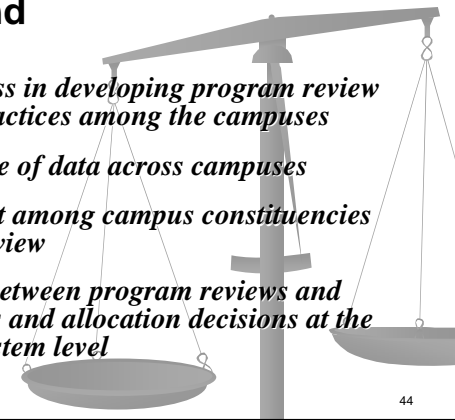 nd
ss in developing program review
actices among the campuses
e of data across campuses
t among campus constituencies
view
etween program reviews and
s and allocation decisions at the
stem level
44